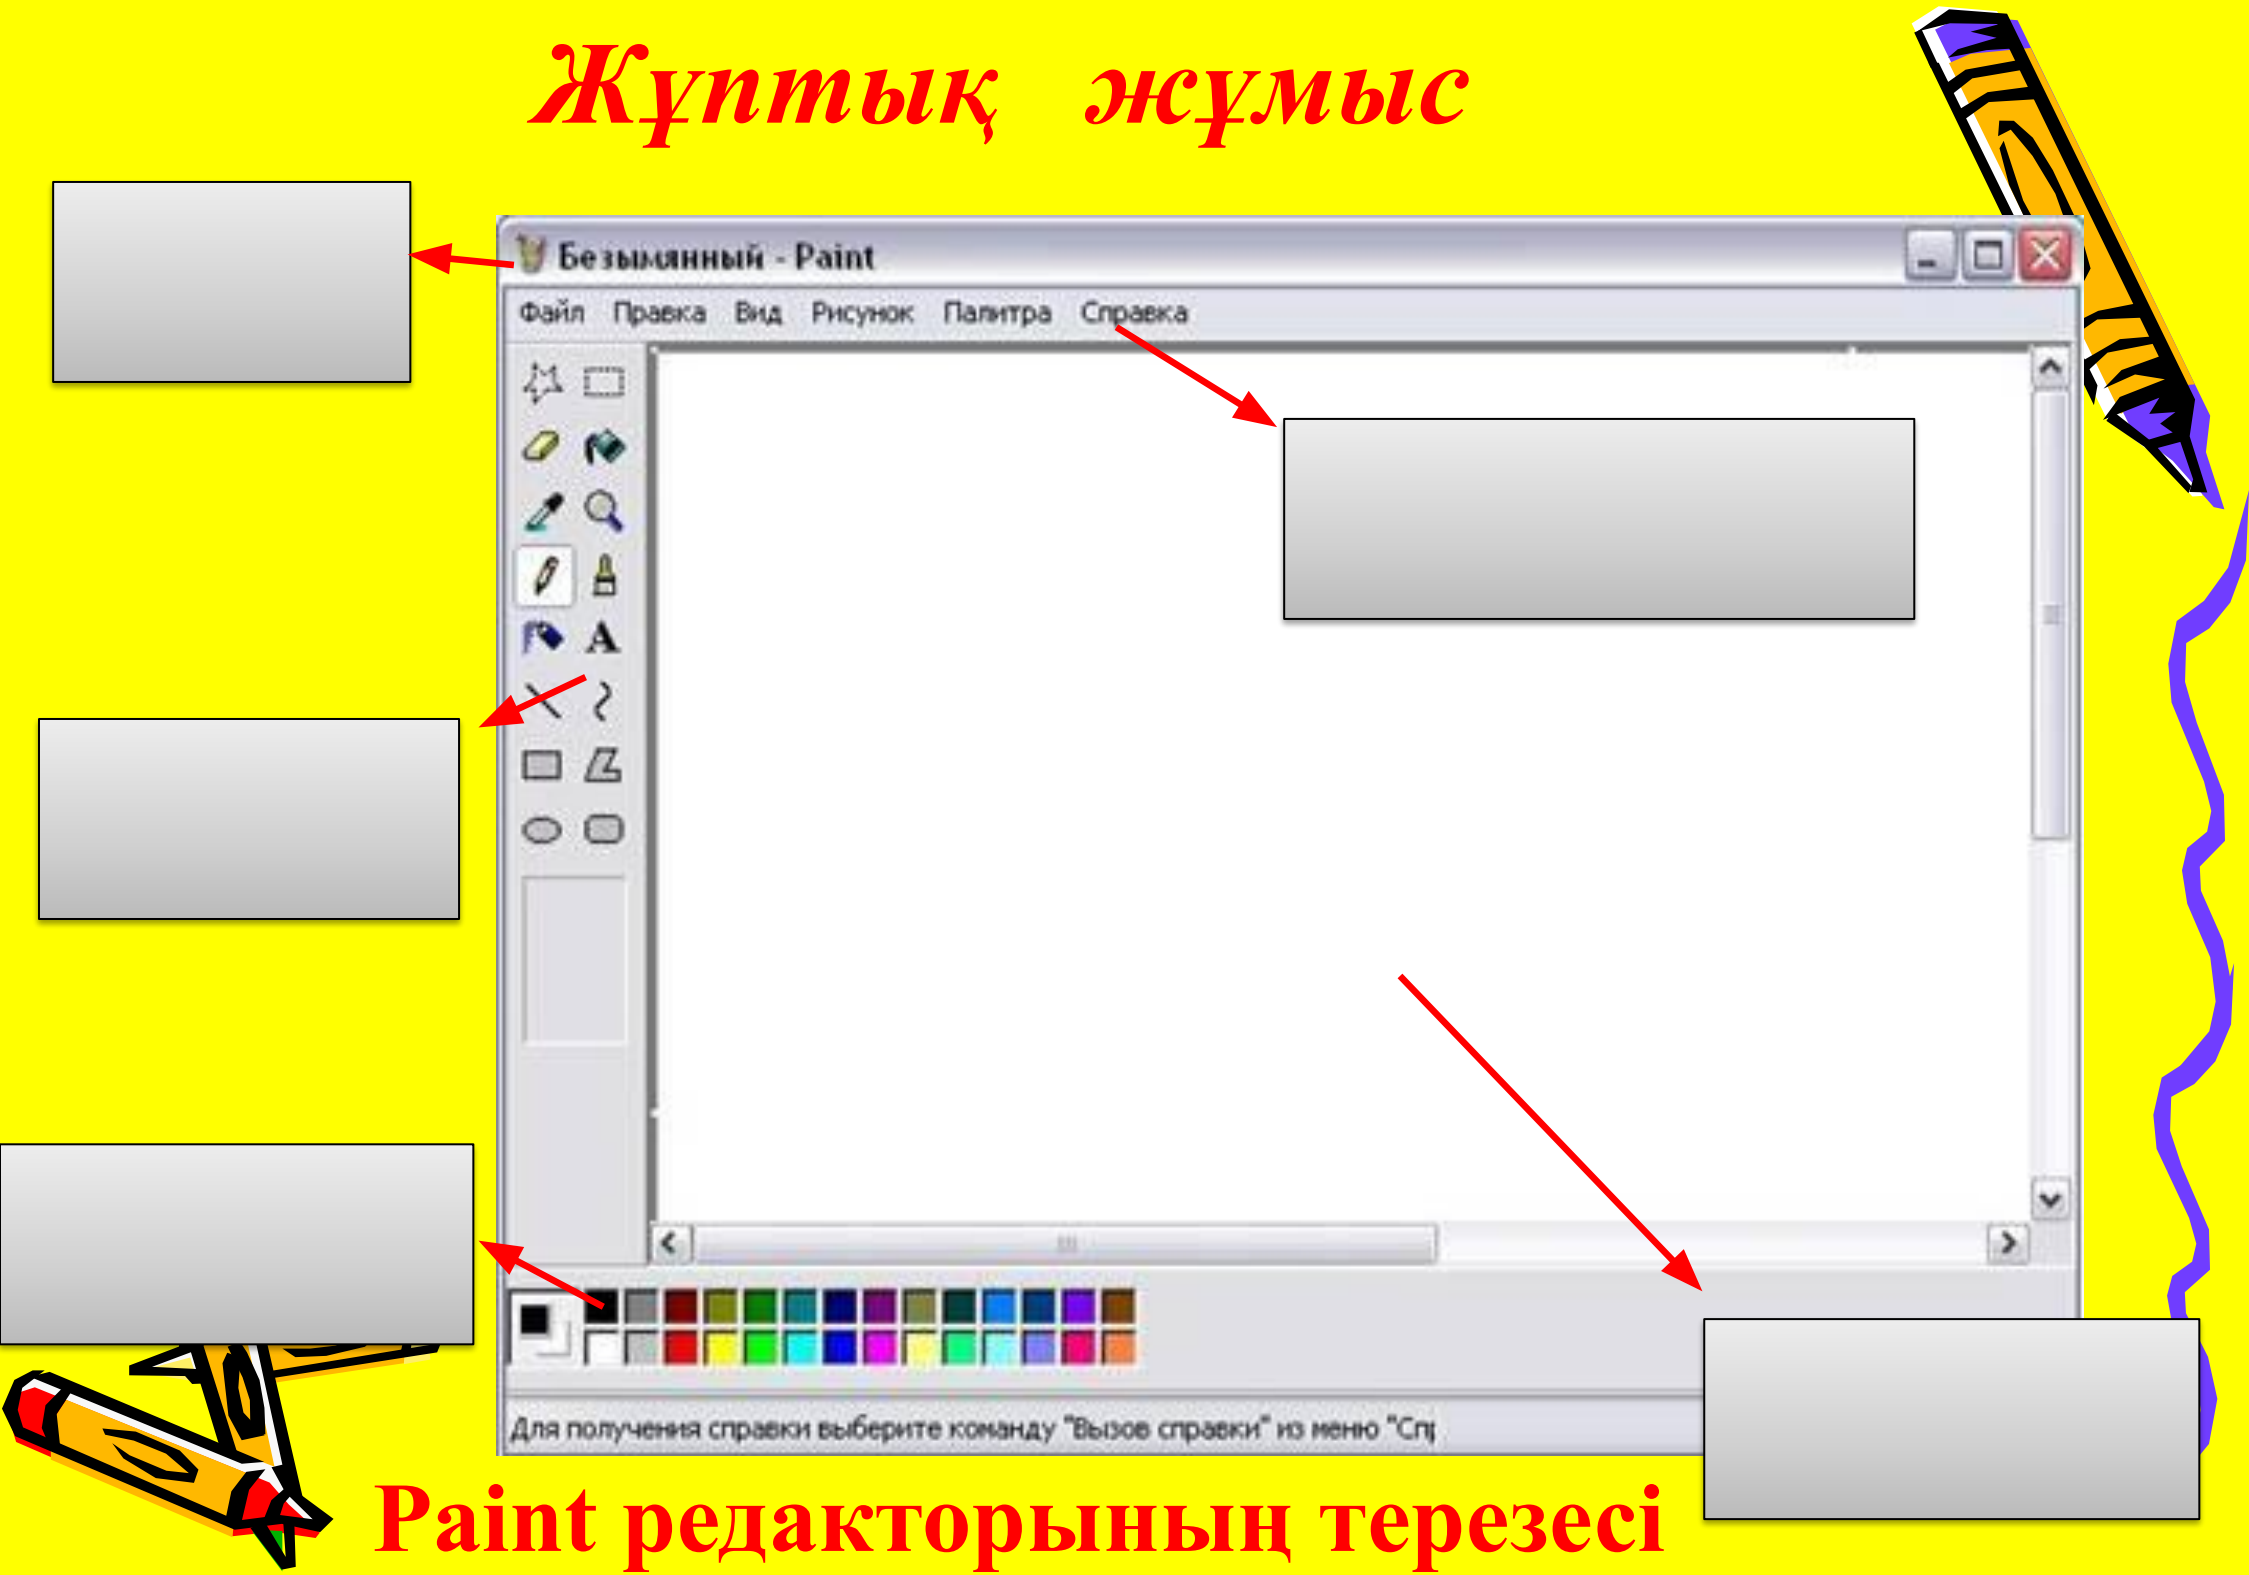 Жұптық жұмыс
Безымянный - Paint
Файл Правка Вид Рисунок Палитра Справка
A
Для получения справки выберите команду "Вызов справки" из меню "Спр
Paint редакторының терезесі